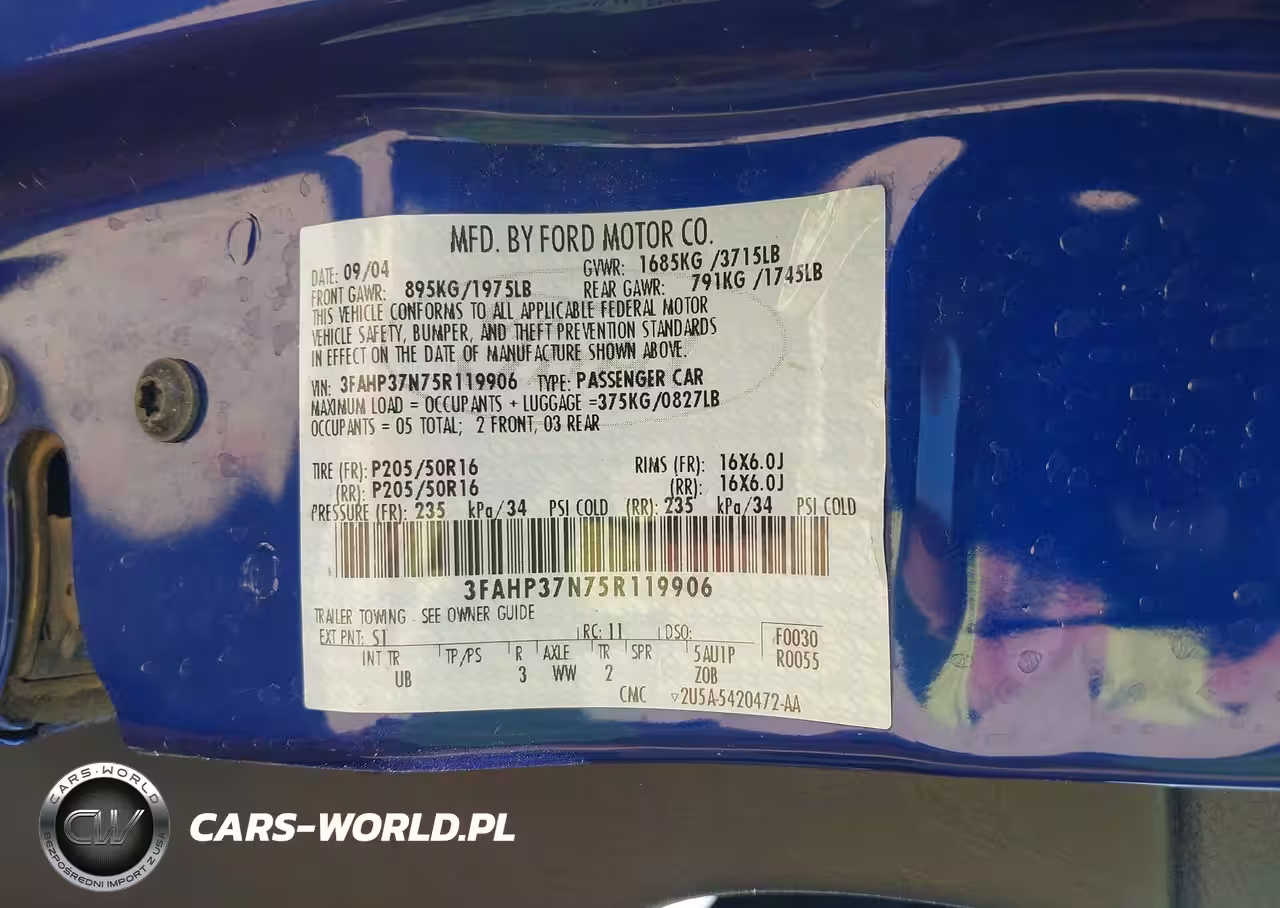 MFD. BY FORD MOTOR CO.
DATE: 09/04 GVWR: 1685KG /3715LB
FRONT GAWR: 895KG/1975LB REAR GAWR: 791KG /1745LB
THIS VEHICLE CONFORMS TO ALL APPLICABLE FEDERAL MOTOR
VEHICLE SAFETY, BUMPER, AND THEFT PREVENTION STANDARDS
IN EFFECT ON THE DATE OF MANUFACTURE SHOWN ABOVE.
VIN: 3FAHP37N75R119906 TYPE: PASSENGER CAR
MAXIMUM LOAD = OCCUPANTS + LUGGAGE =375KG/0827LB
OCCUPANTS = 05 TOTAL; 2 FRONT, 03 REAR
TIRE (FR): P205/50R16 RIMS (FR): 16X6.0J
(RR): P205/50R16 (RR): 16X6.0J
PRESSURE (FR): 235 kPa/34 PSI COLD (RR): 235 kPa/34 PSI COLD
3FAHP37N75R119906
TRAILER TOWING - SEE OWNER GUIDE
EXT PNT: S1 RC: 11 DSO: F0030
INT TR TP/PS R AXLE TR SPR 5AU1P R0055
UB 3 WW 2 ZOB
CMC ▽2U5A-5420472-AA
CARS-WORLD
CW
BEZPOŚREDNI IMPORT Z USA
CARS-WORLD.PL